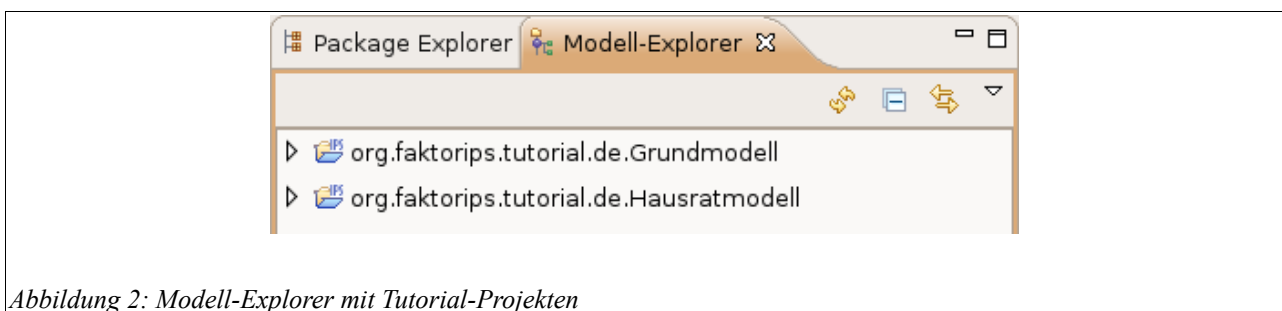 Package Explorer Modell-Explorer
org.faktorips.tutorial.de.Grundmodell
org.faktorips.tutorial.de.Hausratmodell
Abbildung 2: Modell-Explorer mit Tutorial-Projekten